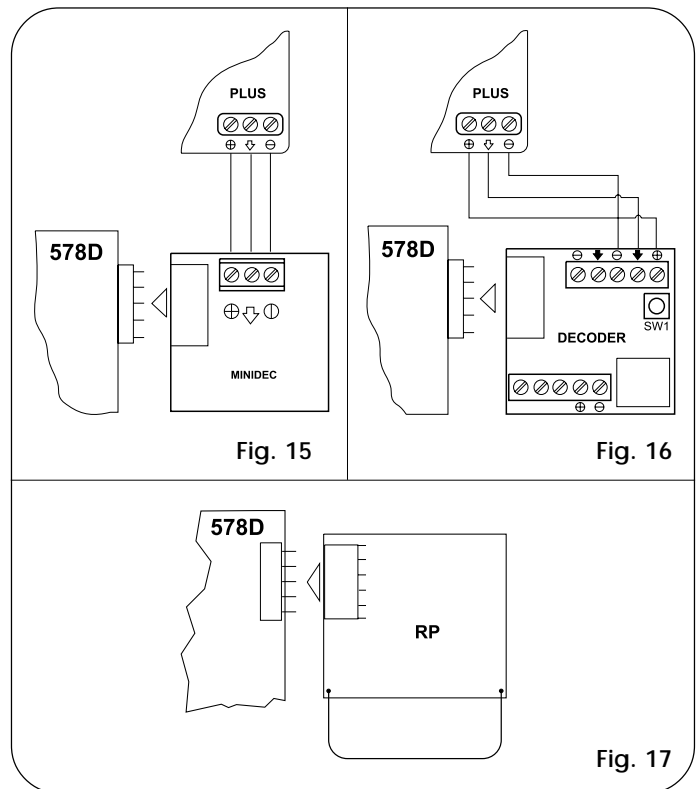 PLUS
578D
MINIDEC
Fig. 15
PLUS
578D
SW1
DECODER
Fig. 16
578D
RP
Fig. 17